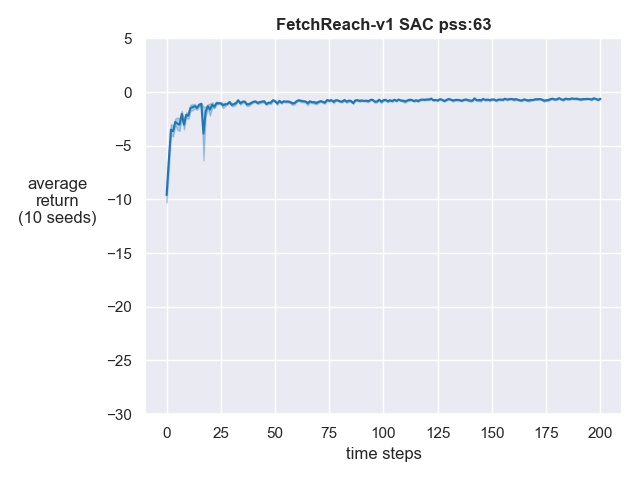 FetchReach-v1 SAC pss:63
5
0
−5
−10
−15
−20
−25
−30
average
return
(10 seeds)
0 25 50 75 100 125 150 175 200
time steps